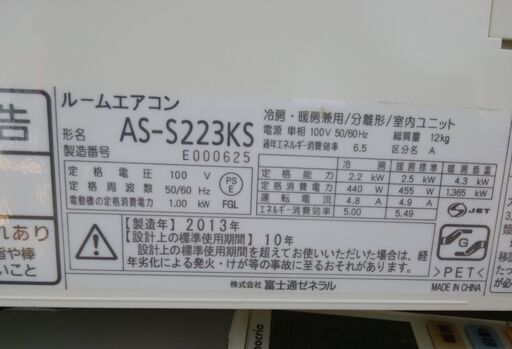 告
ルームエアコン
形名 AS-S223KS
製造番号 E000625
冷房・暖房兼用/分離形/室内ユニット
電源 単相100V 50/60Hz 総質量 12kg
通年エネルギー消費効率 6.5 区分名 A
定格電圧 100 V
定格周波数 50/60 Hz
電動機の定格消費電力 1.00 kW FGL
PS
E
冷房 暖房標準 暖房低温
定格能力 2.2 kW 2.5 kW 4.3 kW
定格消費電力 440 W 455 W 1,365 kW
運転電流 4.8 A 4.9 A
エネルギー消費効率 5.00 5.49
JET
【製造年】2013年
【設計上の標準使用期間】10年
設計上の標準使用期間を超えてお使いいただいた場合は、経
年劣化による発火・けが等の事故に至るおそれがあります。
株式会社 富士通ゼネラル
G
>PET<
MADE IN CHINA
れあり
指や棒
いこと
nocria